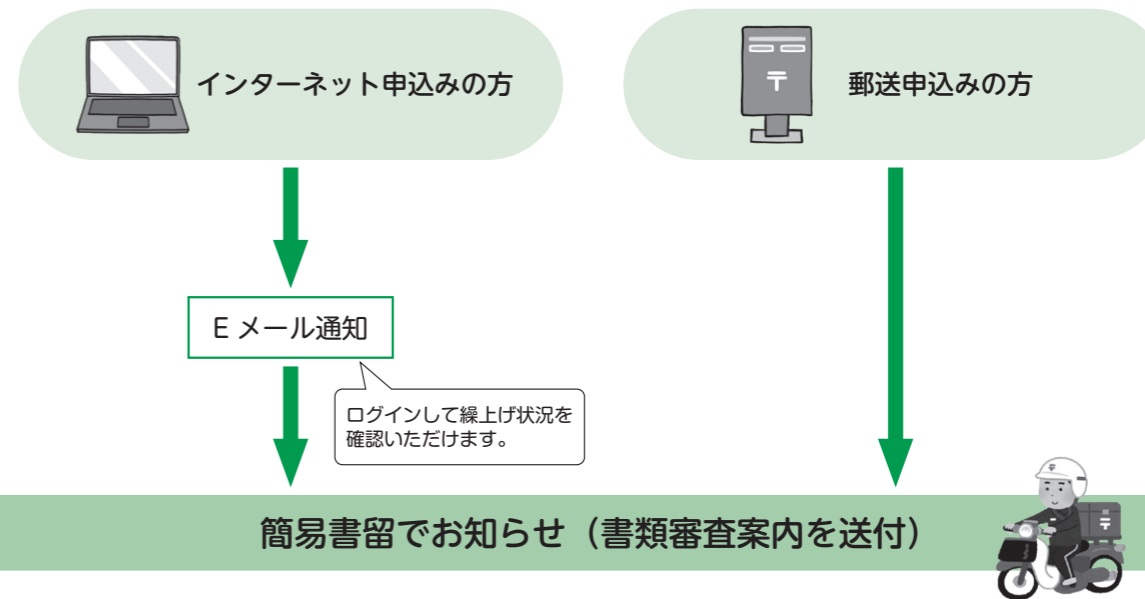 インターネット申込みの方
郵送申込みの方
Eメール通知
ログインして繰上げ状況を
確認いただけます。
簡易書留でお知らせ（書類審査案内を送付）